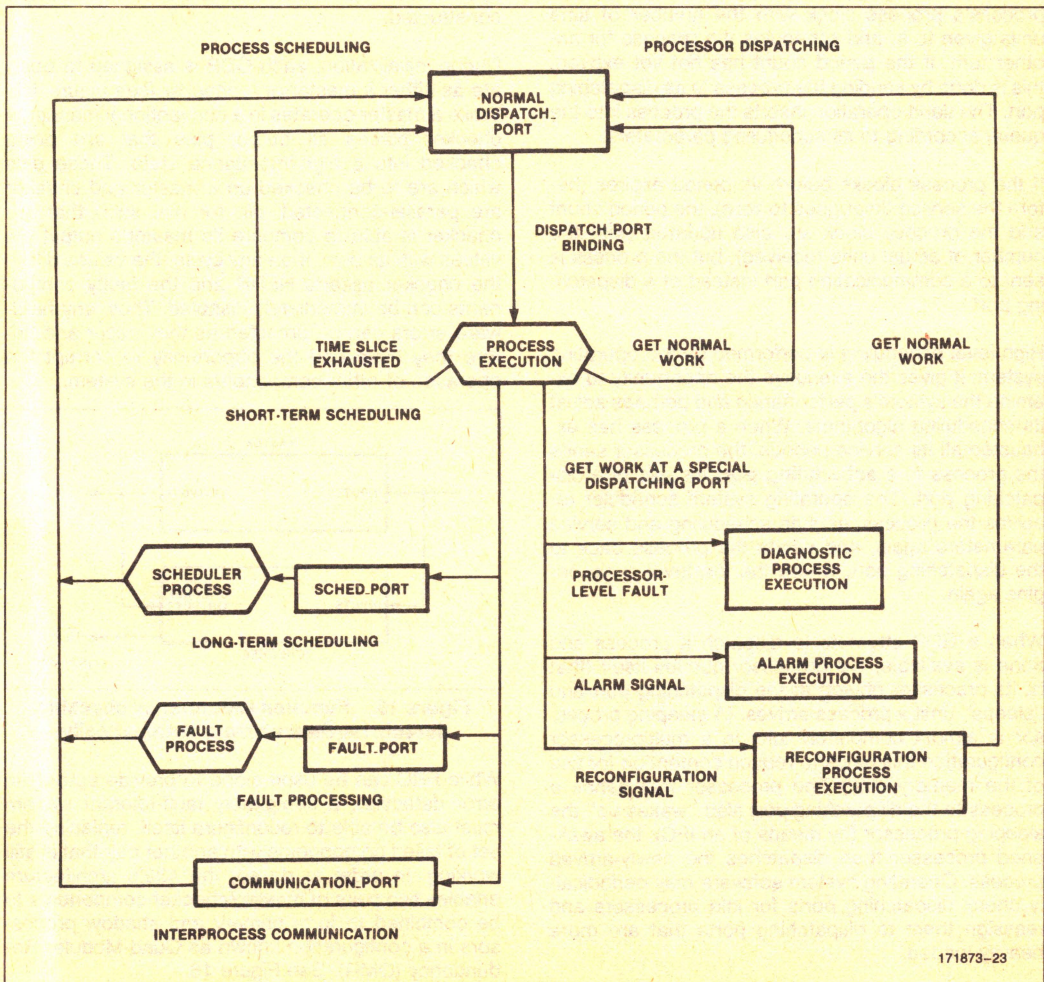 PROCESS SCHEDULING
PROCESSOR DISPATCHING
NORMAL
DISPATCH_
PORT
DISPATCH_PORT
BINDING
TIME SLICE
EXHAUSTED
PROCESS
EXECUTION
GET NORMAL
WORK
GET NORMAL
WORK
SHORT-TERM SCHEDULING
GET WORK AT A SPECIAL
DISPATCHING PORT
SCHEDULER
PROCESS
SCHED_PORT
LONG-TERM SCHEDULING
PROCESSOR-
LEVEL FAULT
DIAGNOSTIC
PROCESS
EXECUTION
ALARM SIGNAL
ALARM PROCESS
EXECUTION
FAULT
PROCESS
FAULT_PORT
FAULT PROCESSING
RECONFIGURATION
SIGNAL
RECONFIGURATION
PROCESS
EXECUTION
COMMUNICATION_PORT
INTERPROCESS COMMUNICATION
171873–23